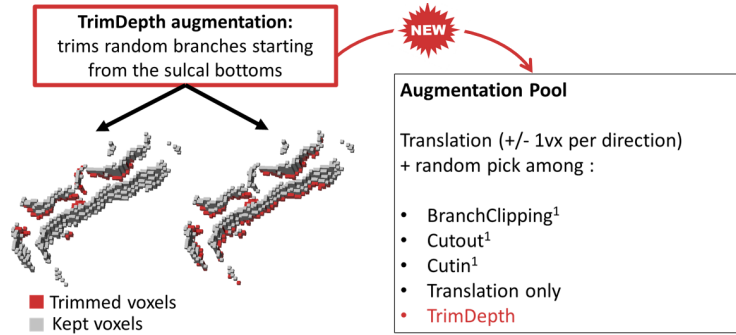 TrimDepth augmentation:
trims random branches starting
from the sulcal bottoms
NEW
Trimmed voxels
Kept voxels
Augmentation Pool
Translation (+/- 1vx per direction)
+ random pick among :
• BranchClipping¹
• Cutout¹
• Cutin¹
• Translation only
• TrimDepth